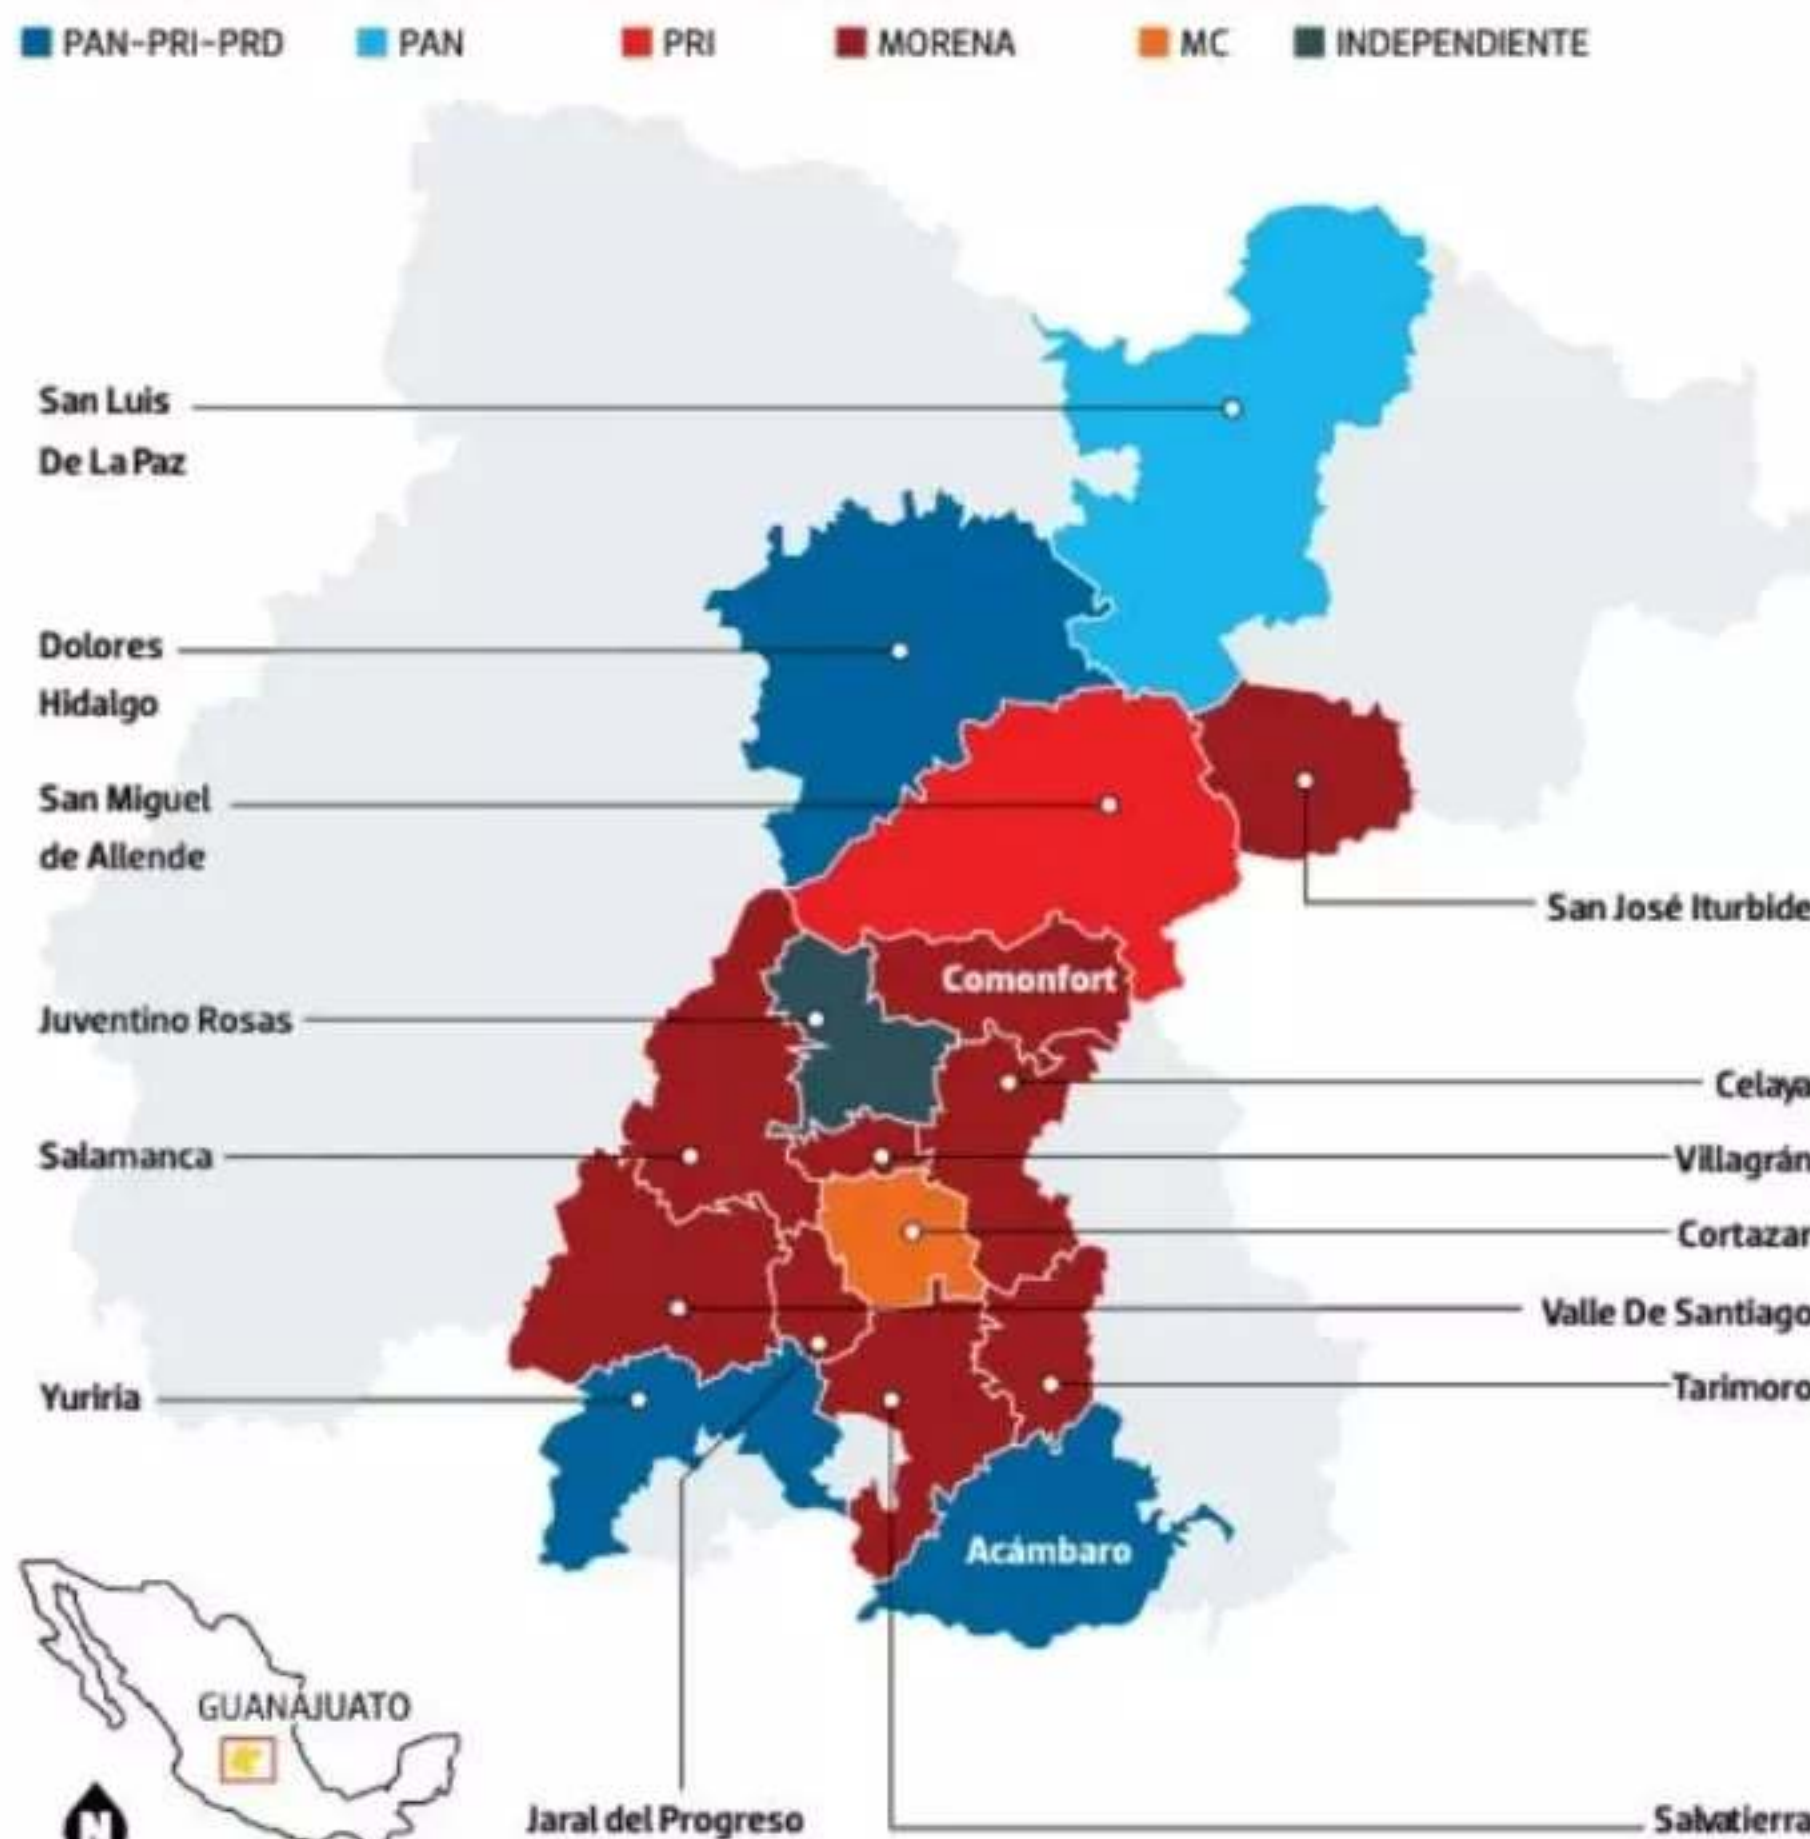 PAN-PRI-PRD PAN PRI MORENA MC INDEPENDIENTE
San Luis
De La Paz
Dolores
Hidalgo
San Miguel
de Allende
San José Iturbide
Comonfort
Juventino Rosas
Celaya
Salamanca
Villagrán
Cortazar
Valle De Santiago
Yuriria
Tarimoro
Acámbaro
GUANAJUATO
Jaral del Progreso
Salvatierra
N